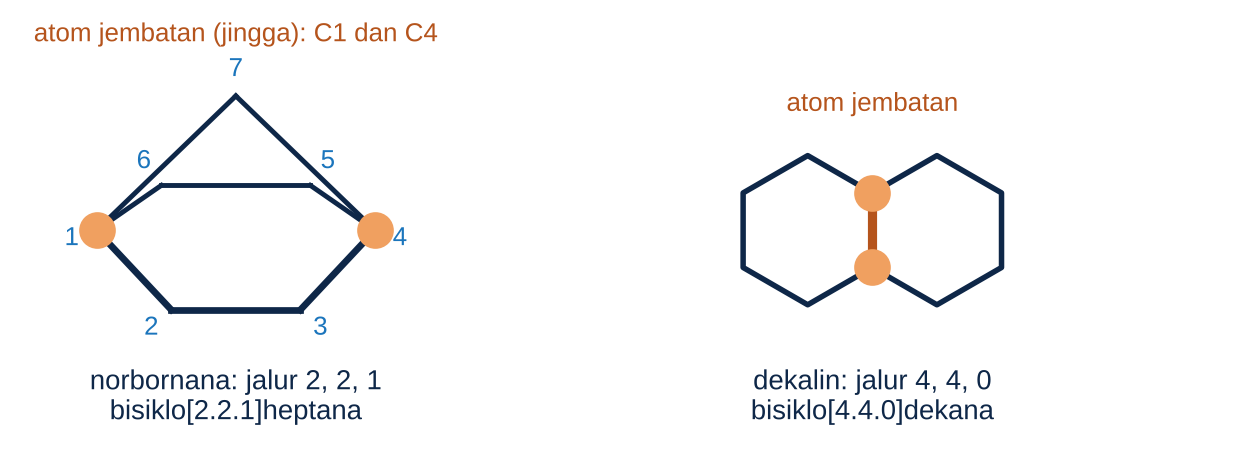 atom jembatan (jingga): C1 dan C4
7
6
5
1
4
2
3
norbornana: jalur 2, 2, 1
bisiklo[2.2.1]heptana
atom jembatan
dekalin: jalur 4, 4, 0
bisiklo[4.4.0]dekana